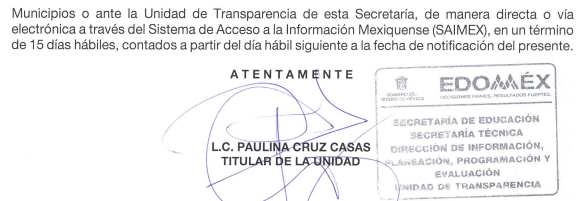 Municipios o ante la Unidad de Transparencia de esta Secretaría, de manera directa o vía
electrónica a través del Sistema de Acceso a la Información Mexiquense (SAIMEX), en un término
de 15 días hábiles, contados a partir del día hábil siguiente a la fecha de notificación del presente.
ATENTAMENTE
L.C. PAULINA CRUZ CASAS
TITULAR DE LA UNIDAD
GOBIERNO DEL
ESTADO DE MÉXICO
EDOMÉX
DECISIONES FIRMES, RESULTADOS FUERTES.
SECRETARÍA DE EDUCACIÓN
SECRETARÍA TÉCNICA
DIRECCIÓN DE INFORMACIÓN,
PLANEACIÓN, PROGRAMACIÓN Y
EVALUACIÓN
UNIDAD DE TRANSPARENCIA